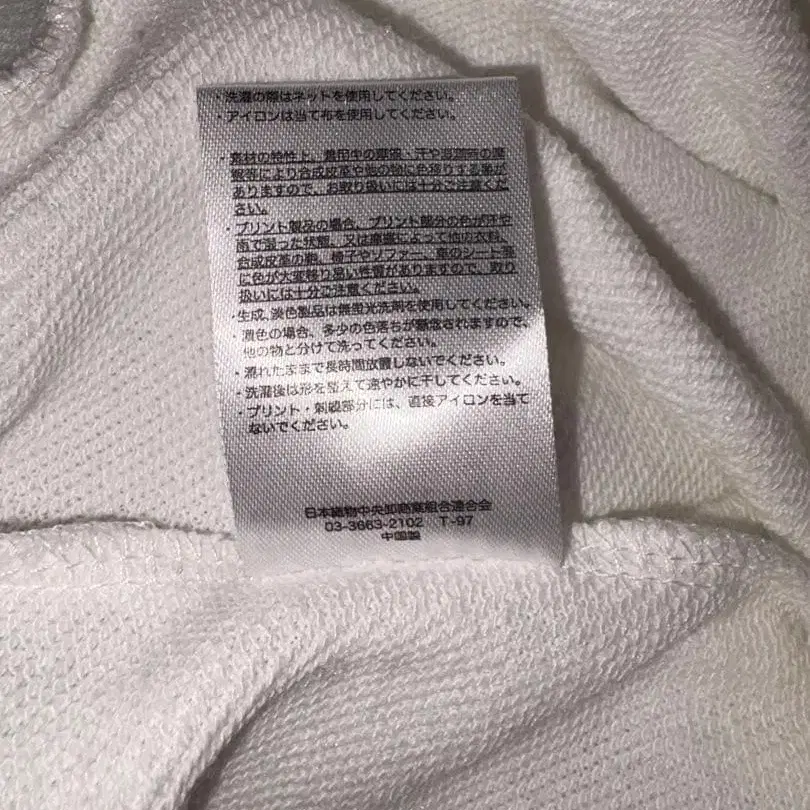 ・洗濯の際はネットを使用してください。
・アイロンは当て布を使用してください。
・素材の特性上、着用中の摩擦、汗や湿潤時の摩
擦等により合成皮革や他の物に色移りする事が
ありますので、お取り扱いには十分ご注意くだ
さい。
・プリント製品の場合、プリント部分の色が汗や
雨で湿った状態、又は摩擦によって他の衣料、
合成皮革の鞄、椅子やソファー、車のシート等
に色が大変移り易い性質がありますので、取り
扱いには十分ご注意ください。
・生成、淡色製品は無蛍光洗剤を使用してください。
・濃色の場合、多少の色落ちが懸念されますので、
他の物と分けて洗ってください。
・濡れたままで長時間放置しないでください。
・洗濯後は形を整えて速やかに干してください。
・プリント・刺繍部分には、直接アイロンを当て
ないでください。
日本織物中央卸商業組合連合会
03-3663-2102 T-97
中国製